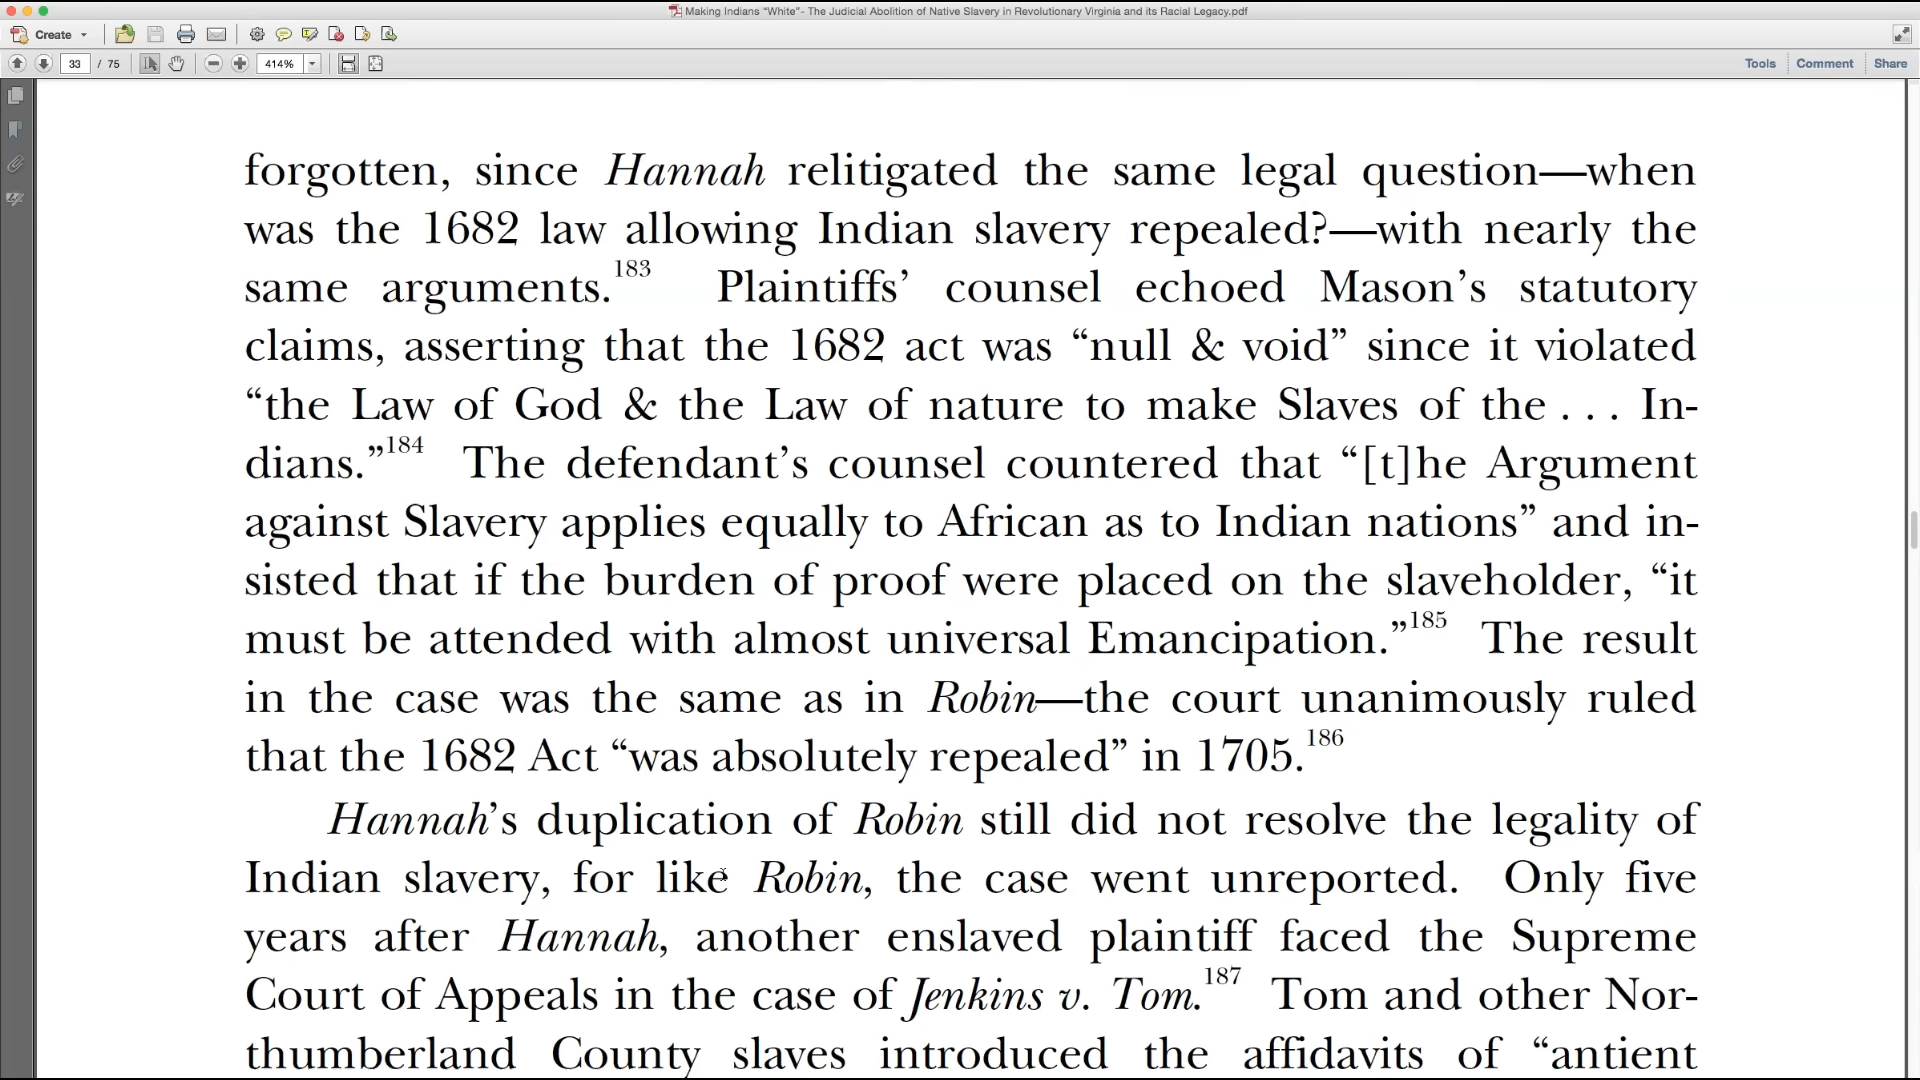 Making Indians “White”- The Judicial Abolition of Native Slavery in Revolutionary Virginia and its Racial Legacy.pdf
Create
33 / 75 414% Tools Comment Share
forgotten, since Hannah relitigated the same legal question—when
was the 1682 law allowing Indian slavery repealed?—with nearly the
same arguments.183 Plaintiffs’ counsel echoed Mason’s statutory
claims, asserting that the 1682 act was “null & void” since it violated
“the Law of God & the Law of nature to make Slaves of the . . . In-
dians.”184 The defendant’s counsel countered that “[t]he Argument
against Slavery applies equally to African as to Indian nations” and in-
sisted that if the burden of proof were placed on the slaveholder, “it
must be attended with almost universal Emancipation.”185 The result
in the case was the same as in Robin—the court unanimously ruled
that the 1682 Act “was absolutely repealed” in 1705.186
Hannah’s duplication of Robin still did not resolve the legality of
Indian slavery, for like Robin, the case went unreported. Only five
years after Hannah, another enslaved plaintiff faced the Supreme
Court of Appeals in the case of Jenkins v. Tom.187 Tom and other Nor-
thumberland County slaves introduced the affidavits of “antient